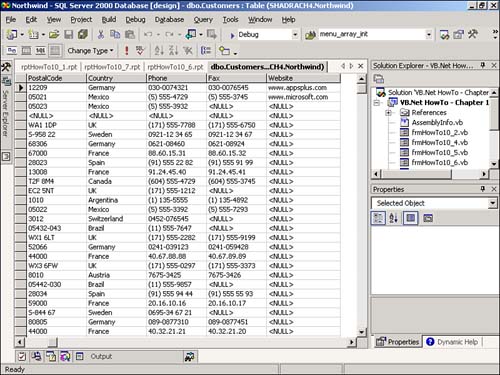 Northwind - SQL Server 2000 Database [design] - dbo.Customers : Table (SHADRACH4.Northwind)
File Edit View Project Build Debug Database Query Tools Window Help
Debug menu_array_init
Change Type
rptHowTo10_1.rpt rptHowTo10_7.rpt rptHowTo10_6.rpt dbo.Customers...CH4.Northwind)
Server Explorer
PostalCode Country Phone Fax Website
12209 Germany 030-0074321 030-0076545 www.appsplus.com
05021 Mexico (5) 555-4729 (5) 555-3745 www.microsoft.com
05023 Mexico (5) 555-3932 <NULL> <NULL>
WA1 1DP UK (171) 555-7788 (171) 555-6750 <NULL>
S-958 22 Sweden 0921-12 34 65 0921-12 34 67 <NULL>
68306 Germany 0621-08460 0621-08924 <NULL>
67000 France 88.60.15.31 88.60.15.32 <NULL>
28023 Spain (91) 555 22 82 (91) 555 91 99 <NULL>
13008 France 91.24.45.40 91.24.45.41 <NULL>
T2F 8M4 Canada (604) 555-4729 (604) 555-3745 <NULL>
EC2 5NT UK (171) 555-1212 <NULL> <NULL>
1010 Argentina (1) 135-5555 (1) 135-4892 <NULL>
05022 Mexico (5) 555-3392 (5) 555-7293 <NULL>
3012 Switzerland 0452-076545 <NULL> <NULL>
05432-043 Brazil (11) 555-7647 <NULL> <NULL>
WX1 6LT UK (171) 555-2282 (171) 555-9199 <NULL>
52066 Germany 0241-039123 0241-059428 <NULL>
44000 France 40.67.88.88 40.67.89.89 <NULL>
WX3 6FW UK (171) 555-0297 (171) 555-3373 <NULL>
8010 Austria 7675-3425 7675-3426 <NULL>
05442-030 Brazil (11) 555-9857 <NULL> <NULL>
28034 Spain (91) 555 94 44 (91) 555 55 93 <NULL>
59000 France 20.16.10.16 20.16.10.17 <NULL>
S-844 67 Sweden 0695-34 67 21 <NULL> <NULL>
80805 Germany 089-0877310 089-0877451 <NULL>
44000 France 40.32.21.21 40.32.21.20 <NULL>
Solution Explorer - VB.Net HowT...
Solution 'VB.Net HowTo - Chapter
VB.Net HowTo - Chapter 1
References
AssemblyInfo.vb
frmHowTo10_2.vb
frmHowTo10_4.vb
frmHowTo10_5.vb
frmHowTo10_6.vb
Properties
Selected Object
Properties Dynamic Help
Output
Ready